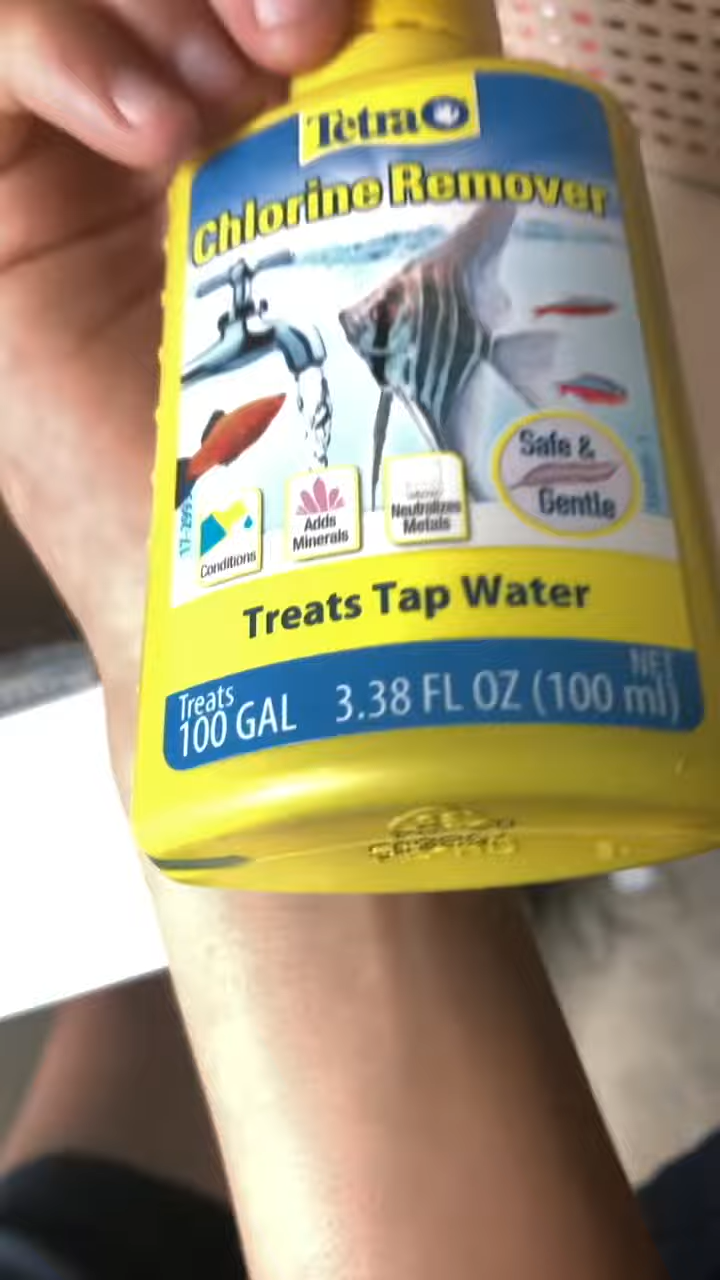 Tetra
Chlorine Remover
Safe &
Gentle
Conditions
Adds
Minerals
Neutralizes
Metals
Treats Tap Water
Treats
100 GAL
NET
3.38 FL OZ (100 ml)